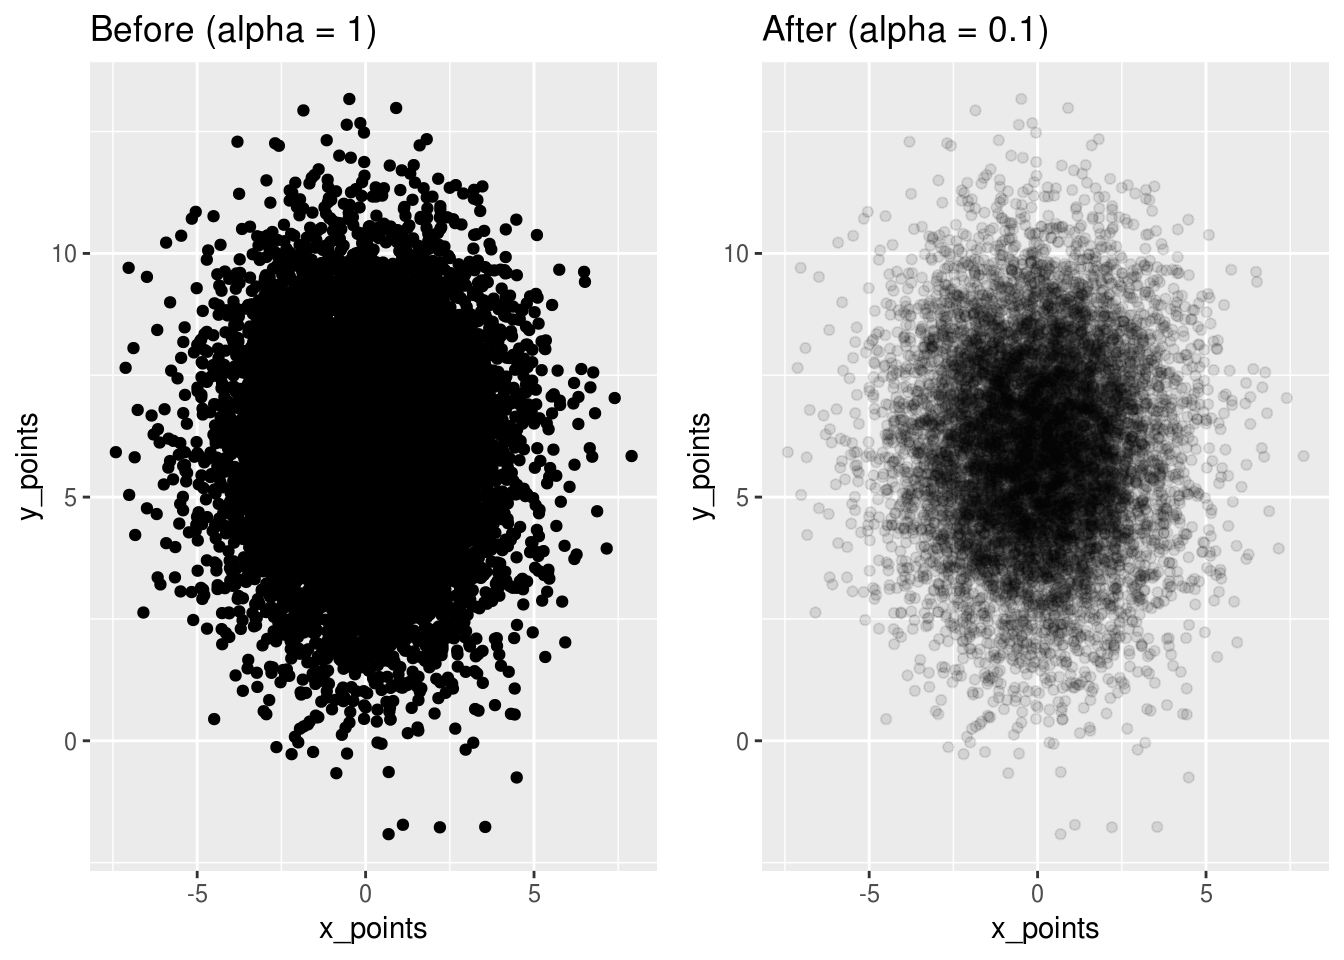 Before (alpha = 1)
After (alpha = 0.1)
y_points
10
5
0
-5
0
5
x_points
y_points
10
5
0
-5
0
5
x_points